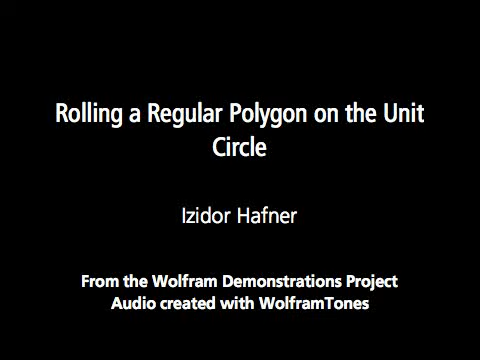 Rolling a Regular Polygon on the Unit
Circle
Izidor Hafner
From the Wolfram Demonstrations Project
Audio created with WolframTones